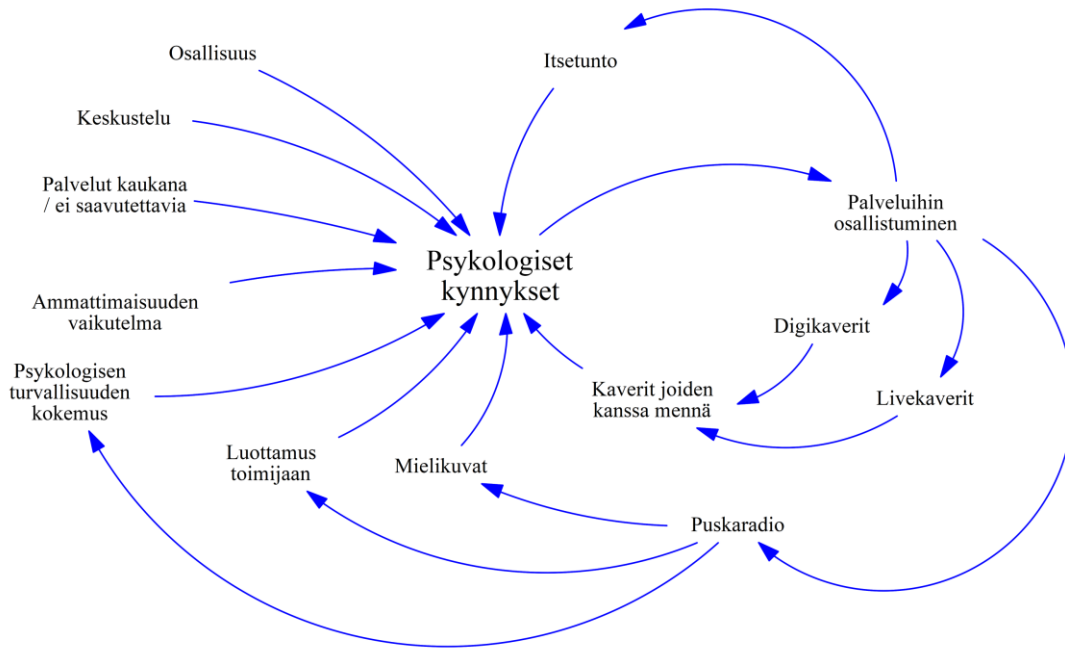 Osallisuus
Itsetunto
Keskustelu
Palvelut kaukana
/ ei saavutettavia
Palveluihin
osallistuminen
Psykologiset
kynnykset
Ammattimaisuuden
vaikutelma
Digikaverit
Psykologisen
turvallisuuden
kokemus
Kaverit joiden
kanssa mennä
Livekaverit
Luottamus
toimijaan
Mielikuvat
Puskaradio